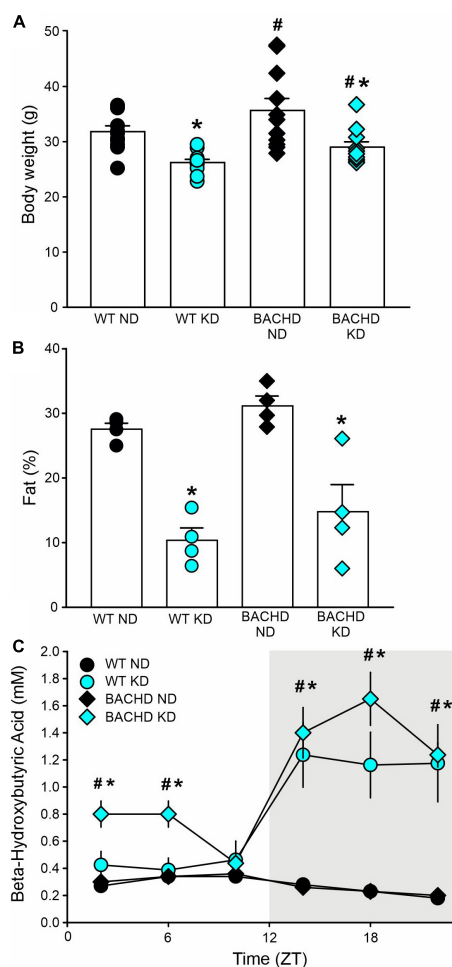 A
#
# *
*
50
40
30
20
10
0
Body weight (g)
WT ND
WT KD
BACHD
ND
BACHD
KD
B
40
30
20
10
0
Fat (%)
*
*
WT ND
WT KD
BACHD
ND
BACHD
KD
C
2.0
1.8
1.6
1.4
1.2
1.0
0.8
0.6
0.4
0.2
0.0
Beta-Hydroxybutyric Acid (mM)
WT ND
WT KD
BACHD ND
BACHD KD
#*
#*
#*
#*
#*
0
6
12
18
Time (ZT)